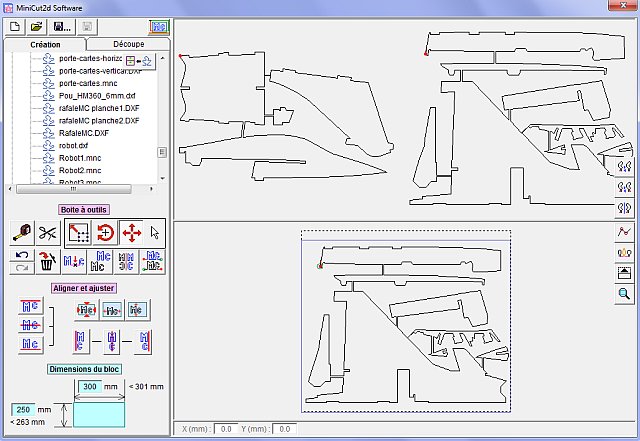 MiniCut2d Software
Création
Découpe
porte-cartes-horizo
porte-cartes-vertical.DXF
porte-cartes.mnc
Pou_HM360_6mm.dxf
rafaleMC planche1.DXF
rafaleMC planche2.DXF
RafaleMC.DXF
robot.dxf
Robot1.mnc
Robot2.mnc
Robot3.mnc
Boite à outils
Aligner et ajuster
Dimensions du bloc
300 mm < 301 mm
250 mm
< 263 mm
X (mm) : 0.0 Y (mm) : 0.0